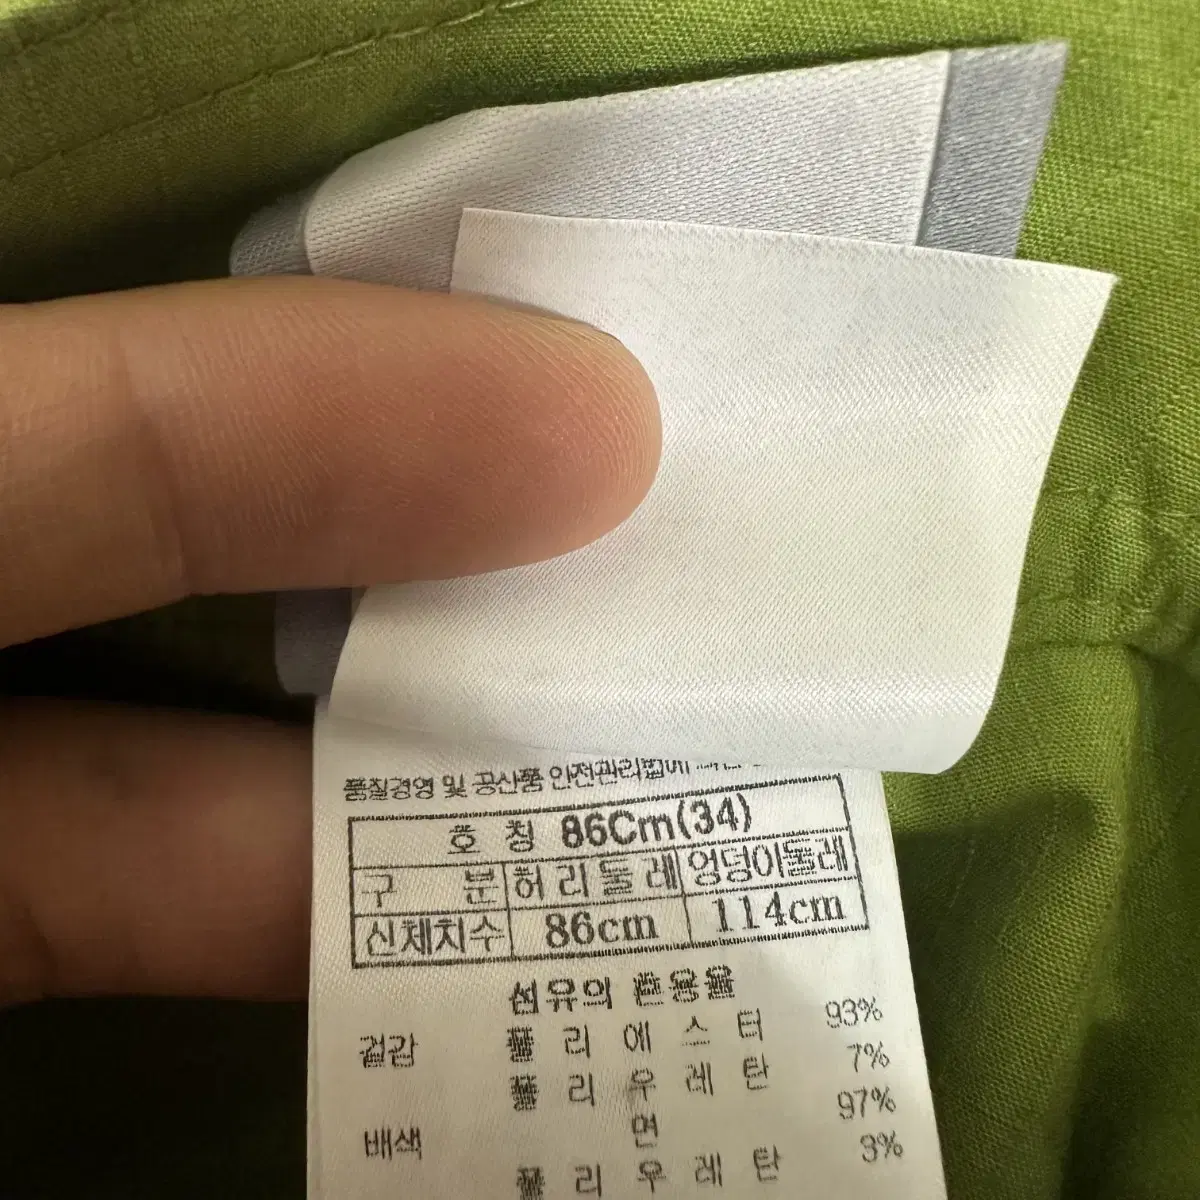 품질경영 및 공산품 안전관리법에
호 칭 86Cm(34)
구 분 허리둘레 엉덩이둘레
신체치수 86cm 114cm
섬유의 혼용율
겉감 폴리에스터 93%
폴리우레탄 7%
배색 면 97%
폴리우레탄 3%